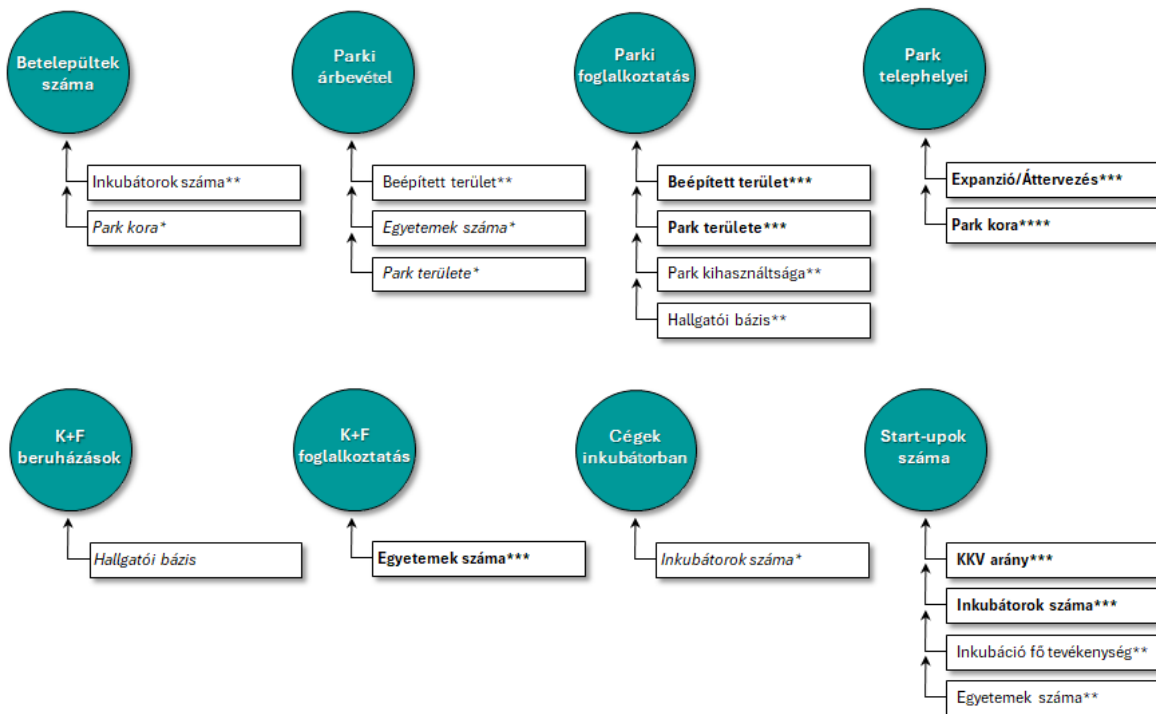 Betelepültek
száma
Inkubátorok száma**
Park kora*
Parki
árbevétel
Beépített terület**
Egyetemek száma*
Park területe*
Parki
foglalkoztatás
Beépített terület***
Park területe***
Park kihasználtsága**
Hallgatói bázis**
Park
telephelyei
Expanzió/Áttervezés***
Park kora****
K+F
beruházások
Hallgatói bázis
K+F
foglalkoztatás
Egyetemek száma***
Cégek
inkubátorban
Inkubátorok száma*
Start-upok
száma
KKV arány***
Inkubátorok száma***
Inkubáció fő tevékenység**
Egyetemek száma**